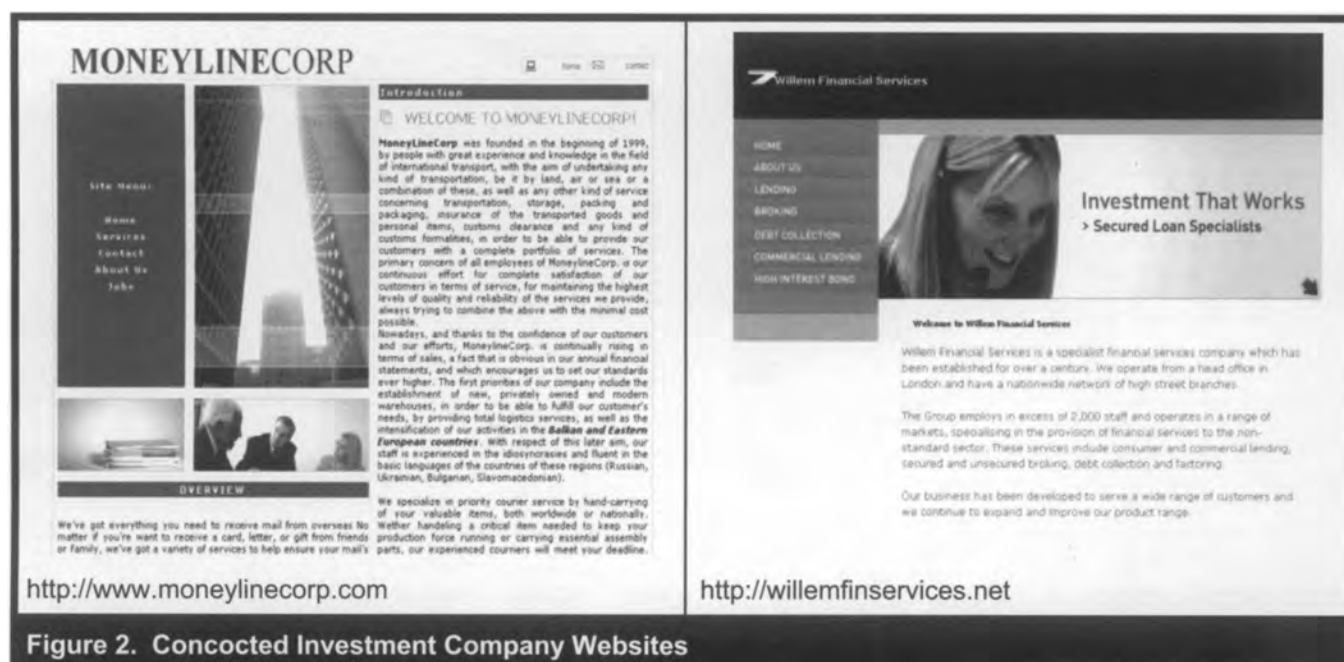 MONEYLINECORP
home contact
Site Menu:
Home
Services
Contact
About Us
Jobs
OVERVIEW
We've got everything you need to receive mail from overseas No
matter if you're want to receive a card, letter, or gift from friends
or family, we've got a variety of services to help ensure your mail's
Introduction
WELCOME TO MONEYLINECORP!
MoneyLineCorp was founded in the beginning of 1999,
by people with great experience and knowledge in the field
of international transport, with the aim of undertaking any
kind of transportation, be it by land, air or sea or a
combination of these, as well as any other kind of service
concerning transportation, storage, packing and
packaging, insurance of the transported goods and
personal items, customs clearance and any kind of
customs formalities, in order to be able to provide our
customers with a complete portfolio of services. The
primary concern of all employees of MoneylineCorp. is our
continuous effort for complete satisfaction of our
customers in terms of service, for maintaining the highest
levels of quality and reliability of the services we provide,
always trying to combine the above with the minimal cost
possible.
Nowadays, and thanks to the confidence of our customers
and our efforts, MoneylineCorp. is continually rising in
terms of sales, a fact that is obvious in our annual financial
statements, and which encourages us to set our standards
ever higher. The first priorities of our company include the
establishment of new, privately owned and modern
warehouses, in order to be able to fulfill our customer's
needs, by providing total logistics services, as well as the
intensification of our activities in the Balkan and Eastern
European countries. With respect of this later aim, our
staff is experienced in the idiosyncrasies and fluent in the
basic languages of the countries of these regions (Russian,
Ukrainian, Bulgarian, Slavomacedonian).
We specialize in priority courier service by hand-carrying
of your valuable items, both worldwide or nationally.
Wether handeling a critical item needed to keep your
production force running or carrying essential assembly
parts, our experienced couriers will meet your deadline.
http://www.moneylinecorp.com
Willem Financial Services
HOME
ABOUT US
LENDING
BROKING
DEBT COLLECTION
COMMERCIAL LENDING
HIGH INTEREST BOND
Investment That Works
> Secured Loan Specialists
Welcome to Willem Financial Services
Willem Financial Services is a specialist financial services company which has
been established for over a century. We operate from a head office in
London and have a nationwide network of high street branches.
The Group employs in excess of 2,000 staff and operates in a range of
markets, specialising in the provision of financial services to the non-
standard sector. These services include consumer and commercial lending,
secured and unsecured broking, debt collection and factoring.
Our business has been developed to serve a wide range of customers and
we continue to expand and improve our product range.
http://willemfinservices.net
Figure 2. Concocted Investment Company Websites